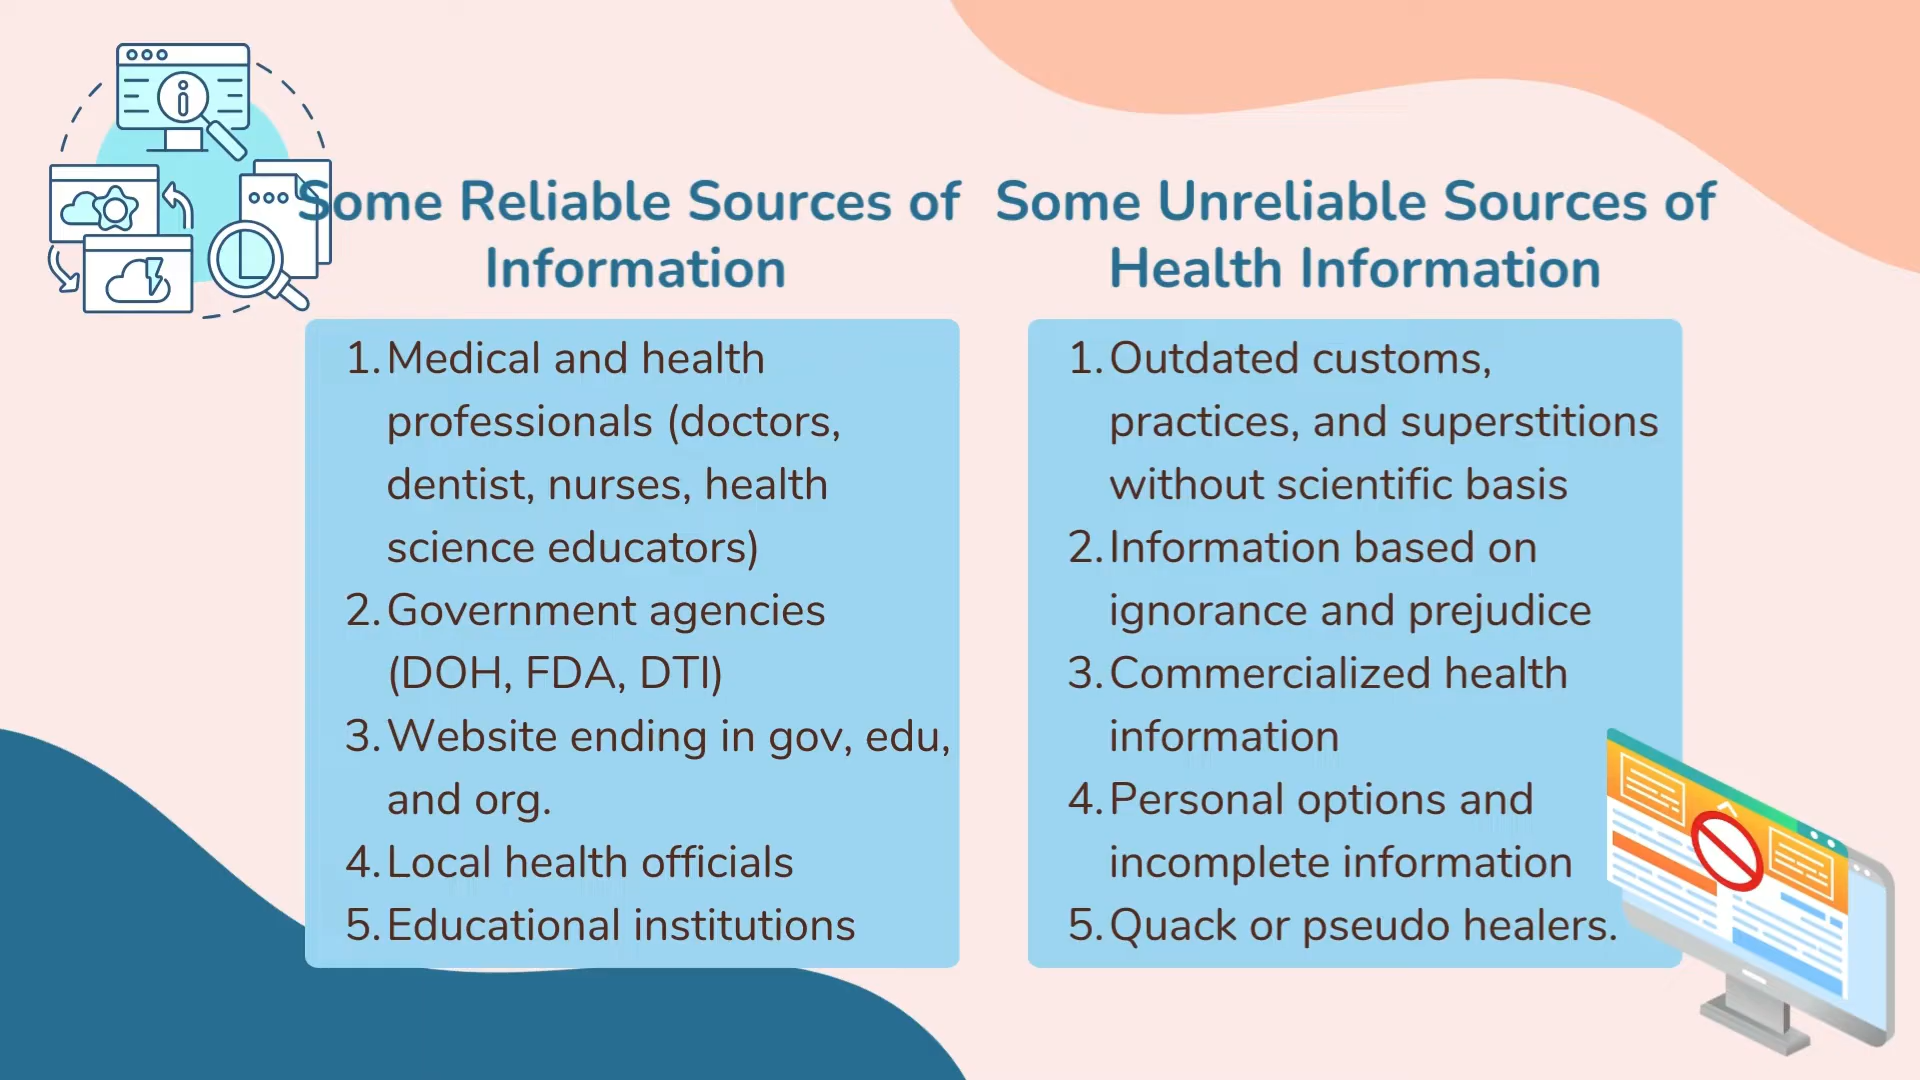 Some Reliable Sources of
Information
1. Medical and health
professionals (doctors,
dentist, nurses, health
science educators)
2. Government agencies
(DOH, FDA, DTI)
3. Website ending in gov, edu,
and org.
4. Local health officials
5. Educational institutions
Some Unreliable Sources of
Health Information
1. Outdated customs,
practices, and superstitions
without scientific basis
2. Information based on
ignorance and prejudice
3. Commercialized health
information
4. Personal options and
incomplete information
5. Quack or pseudo healers.